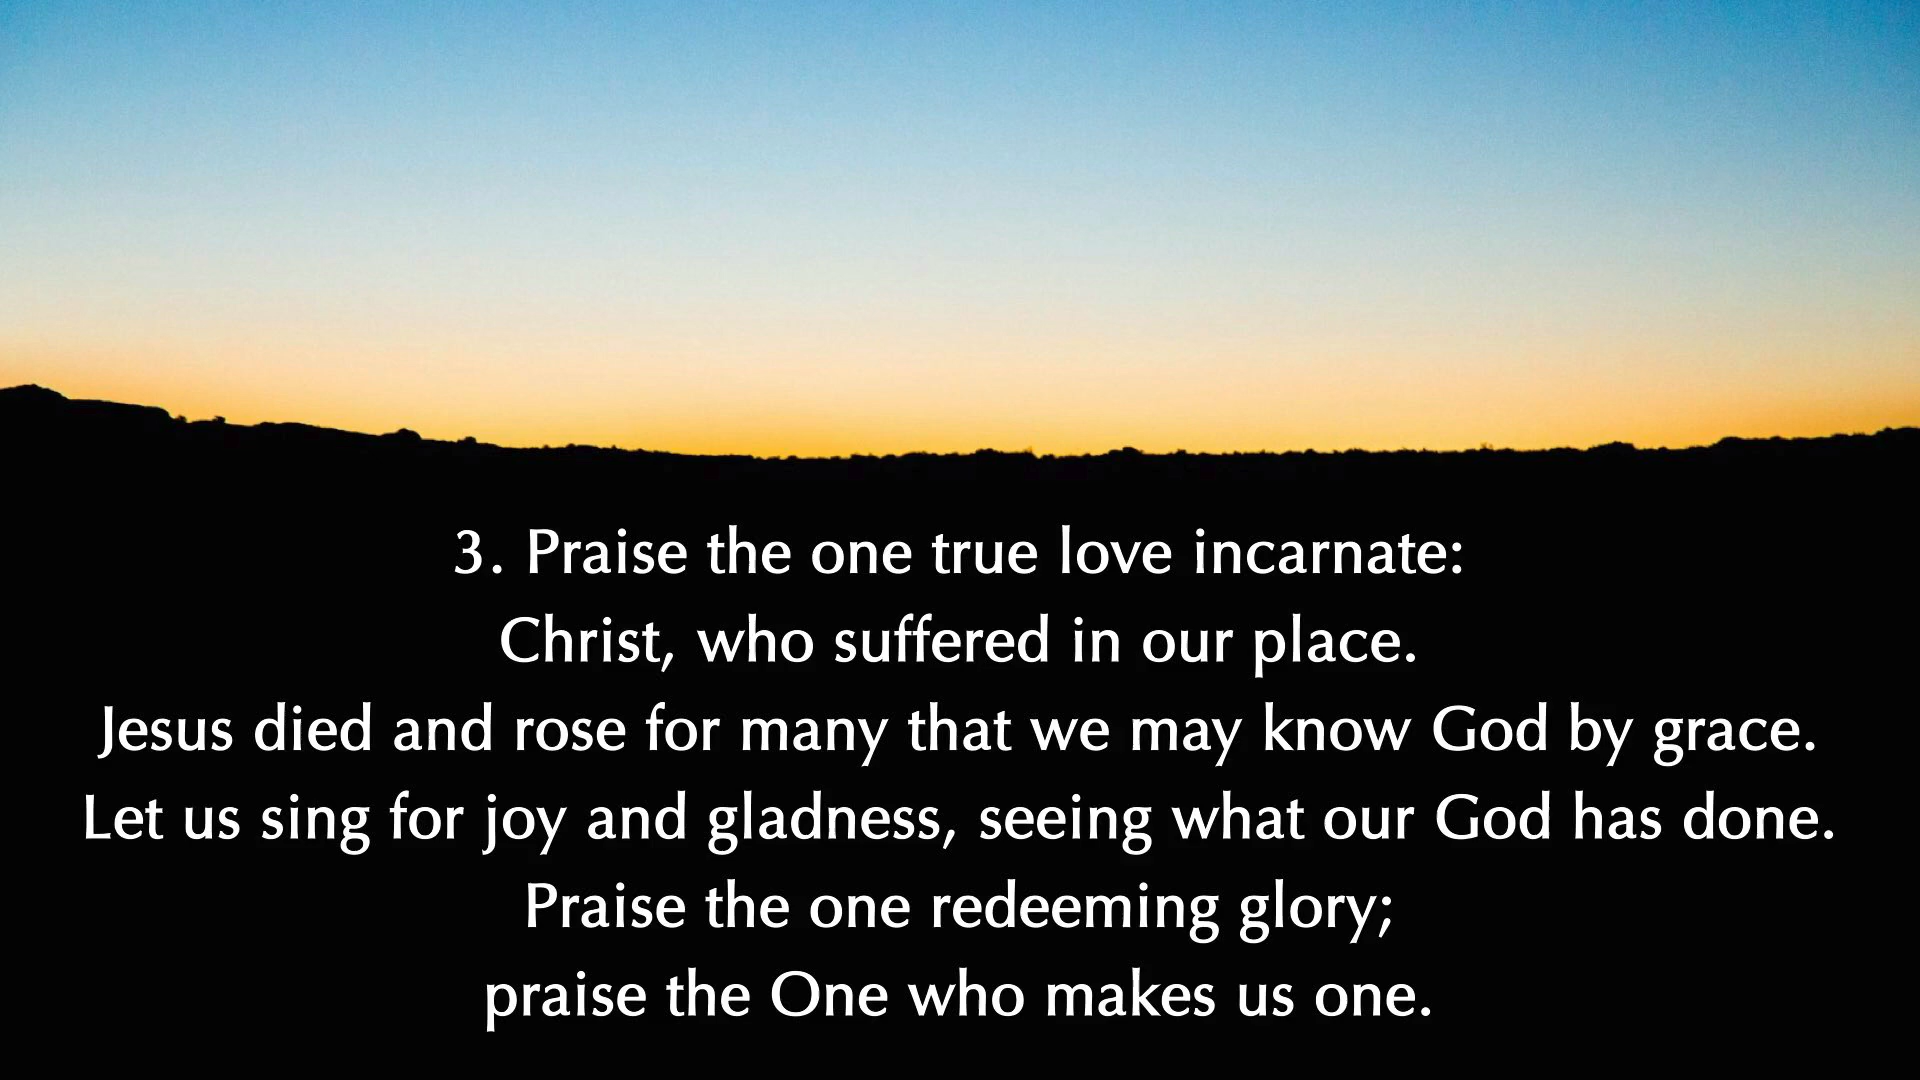 3. Praise the one true love incarnate:
Christ, who suffered in our place.
Jesus died and rose for many that we may know God by grace.
Let us sing for joy and gladness, seeing what our God has done.
Praise the one redeeming glory;
praise the One who makes us one.